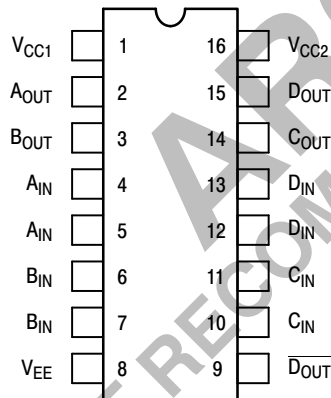 VCC1 1 16 VCC2
AOUT 2 15 DOUT
BOUT 3 14 COUT
AIN 4 13 DIN
AIN 5 12 DIN
BIN 6 11 CIN
BIN 7 10 CIN
VEE 8 9 D̅O̅U̅T̅